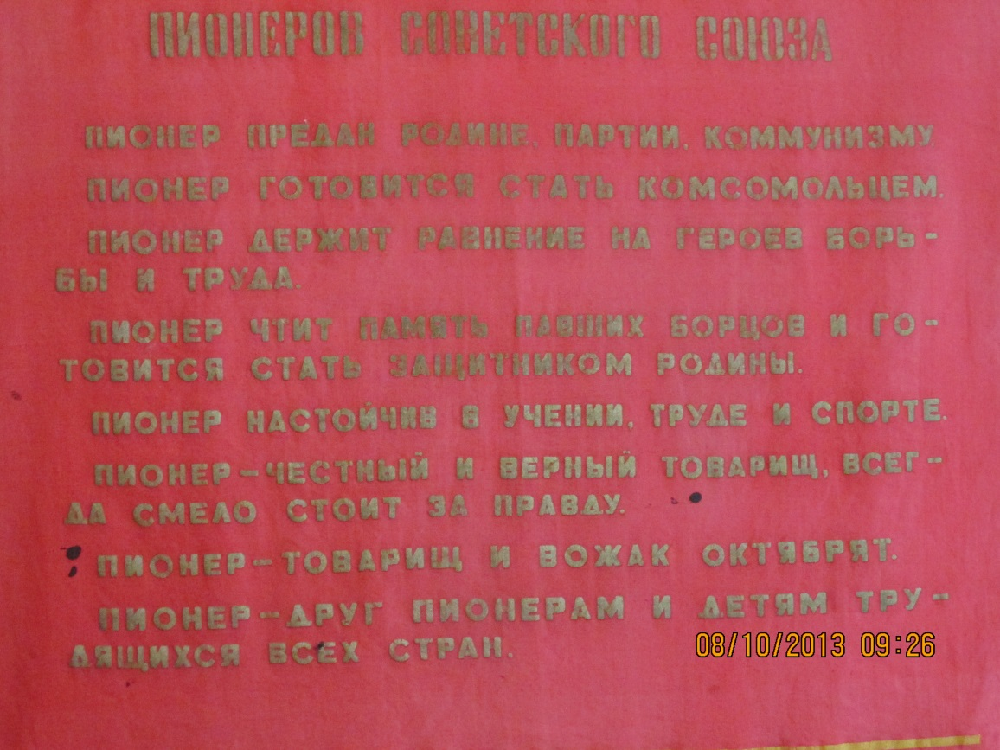 ПИОНЕРОВ СОВЕТСКОГО СОЮЗА
ПИОНЕР ПРЕДАН РОДИНЕ, ПАРТИИ, КОММУНИЗМУ.
ПИОНЕР ГОТОВИТСЯ СТАТЬ КОМСОМОЛЬЦЕМ.
ПИОНЕР ДЕРЖИТ РАВНЕНИЕ НА ГЕРОЕВ БОРЬ-
БЫ И ТРУДА.
ПИОНЕР ЧТИТ ПАМЯТЬ ПАВШИХ БОРЦОВ И ГО-
ТОВИТСЯ СТАТЬ ЗАЩИТНИКОМ РОДИНЫ.
ПИОНЕР НАСТОЙЧИВ В УЧЕНИИ, ТРУДЕ И СПОРТЕ.
ПИОНЕР-ЧЕСТНЫЙ И ВЕРНЫЙ ТОВАРИЩ, ВСЕГ-
ДА СМЕЛО СТОИТ ЗА ПРАВДУ.
ПИОНЕР-ТОВАРИЩ И ВОЖАК ОКТЯБРЯТ.
ПИОНЕР-ДРУГ ПИОНЕРАМ И ДЕТЯМ ТРУ-
ДЯЩИХСЯ ВСЕХ СТРАН.
08/10/2013 09:26